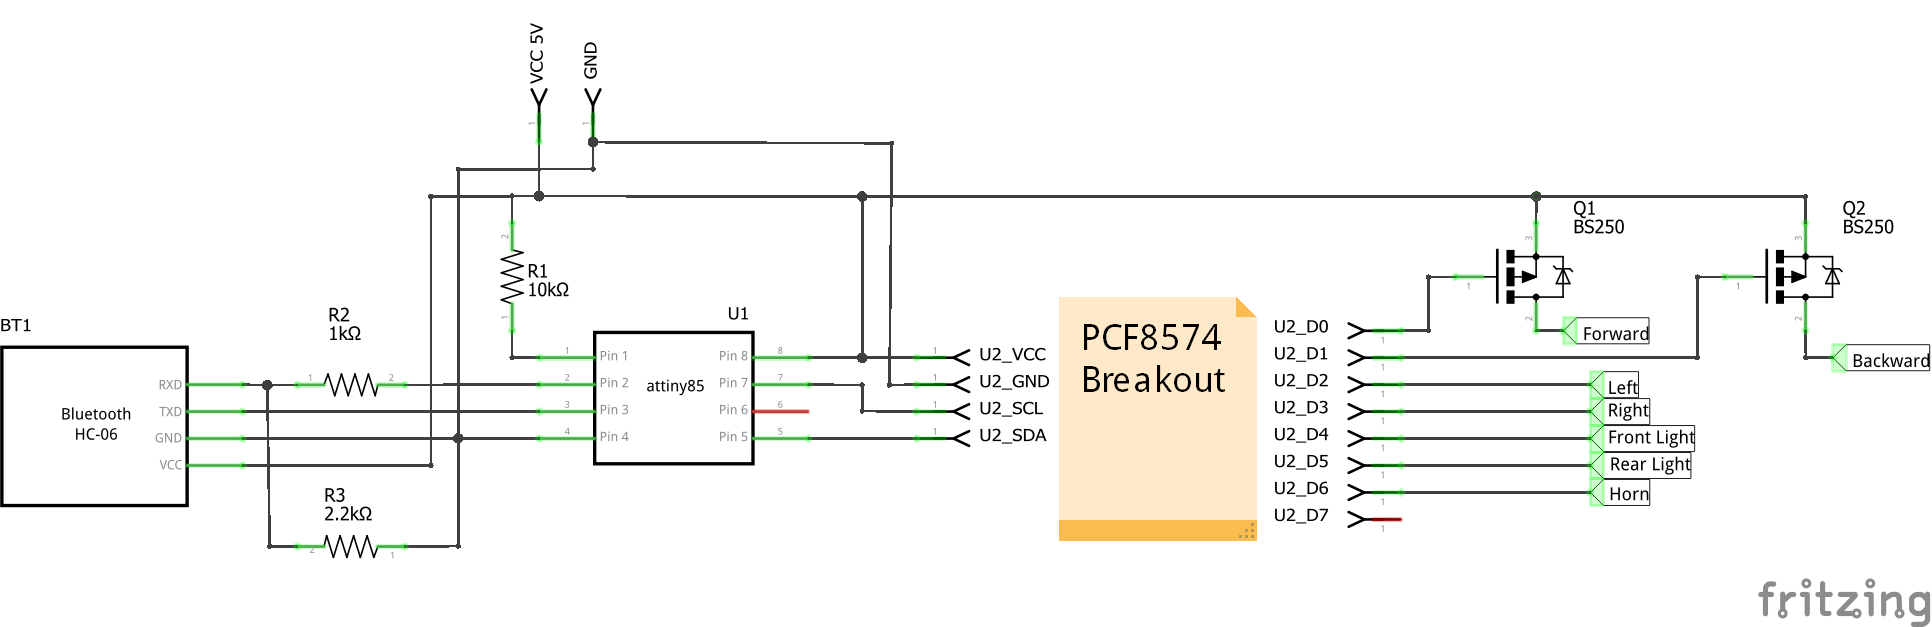 VCC 5V
GND
1
1
Q1
BS250
Q2
BS250
3
3
2
R1
10kΩ
1
1
1
2
2
BT1
R2
1kΩ
U1
Bluetooth
HC-06
RXD
TXD
GND
VCC
1
2
R3
2.2kΩ
2
1
attiny85
1
Pin 1
2
Pin 2
3
Pin 3
4
Pin 4
Pin 8
8
Pin 7
7
Pin 6
6
Pin 5
5
1
U2_VCC
1
U2_GND
1
U2_SCL
1
U2_SDA
PCF8574
Breakout
U2_D0
1
U2_D1
1
U2_D2
1
U2_D3
1
U2_D4
1
U2_D5
1
U2_D6
1
U2_D7
1
Forward
Backward
Left
Right
Front Light
Rear Light
Horn
fritzing